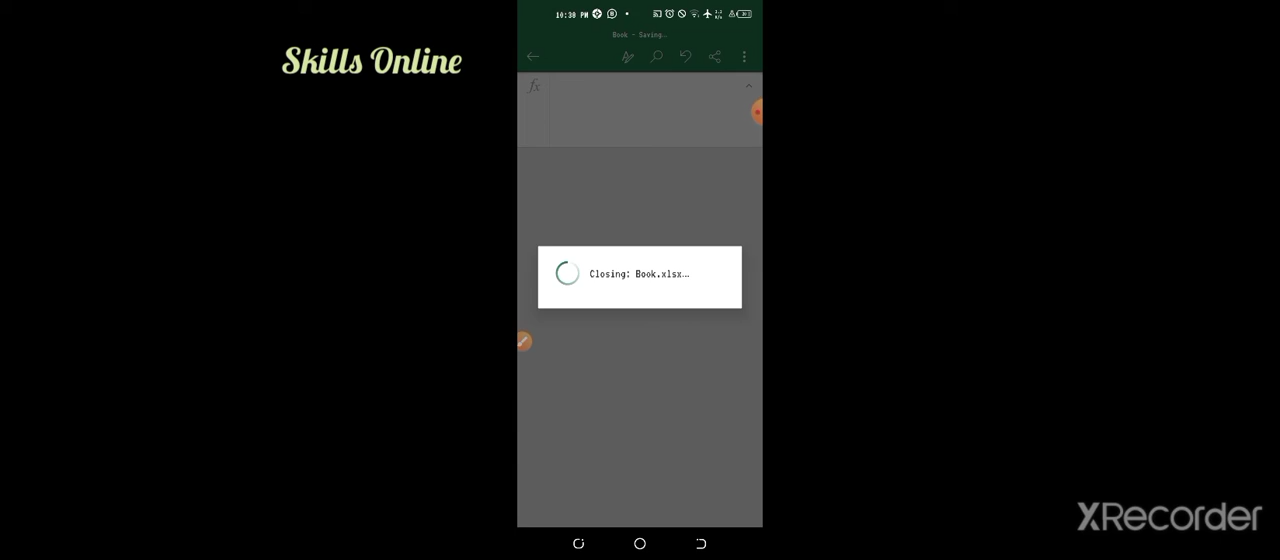 Skills Online
10:38 PM
Book - Saving...
fx
Closing: Book.xlsx...
XRecorder